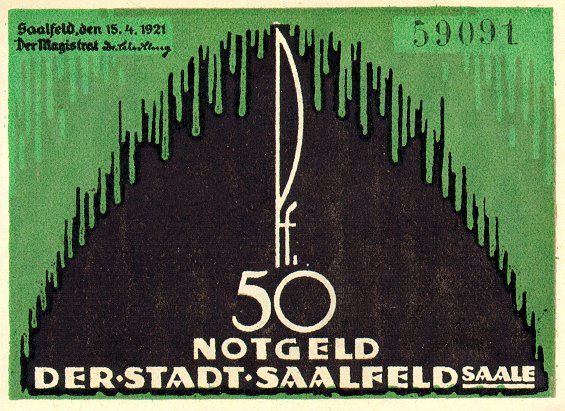 Saalfeld, den 15. 4. 1921
Der Magistrat
59091
Pf.
50
NOTGELD
DER·STADT·SAALFELD SAALE